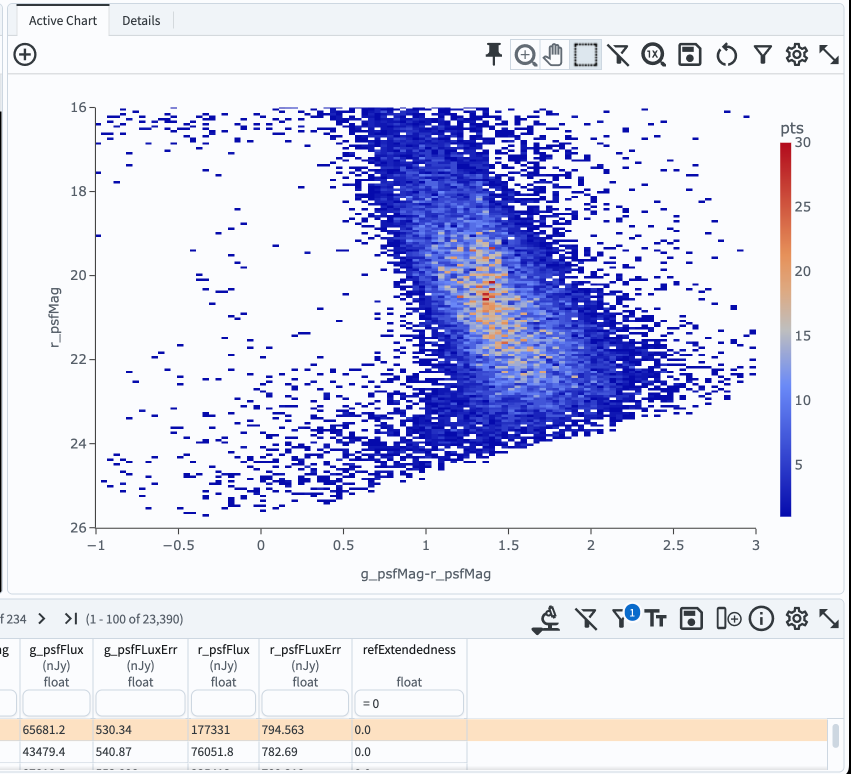 Active Chart Details
1X
pts
16
18
20
22
24
26
r_psfMag
−1 −0.5 0 0.5 1 1.5 2 2.5 3
g_psfMag-r_psfMag
30
25
20
15
10
5
f 234 (1 - 100 of 23,390) 1
g g_psfFlux g_psfFLuxErr r_psfFlux r_psfFLuxErr refExtendedness
(nJy) (nJy) (nJy) (nJy)
float float float float float
= 0
65681.2 530.34 177331 794.563 0.0
43479.4 540.87 76051.8 782.69 0.0